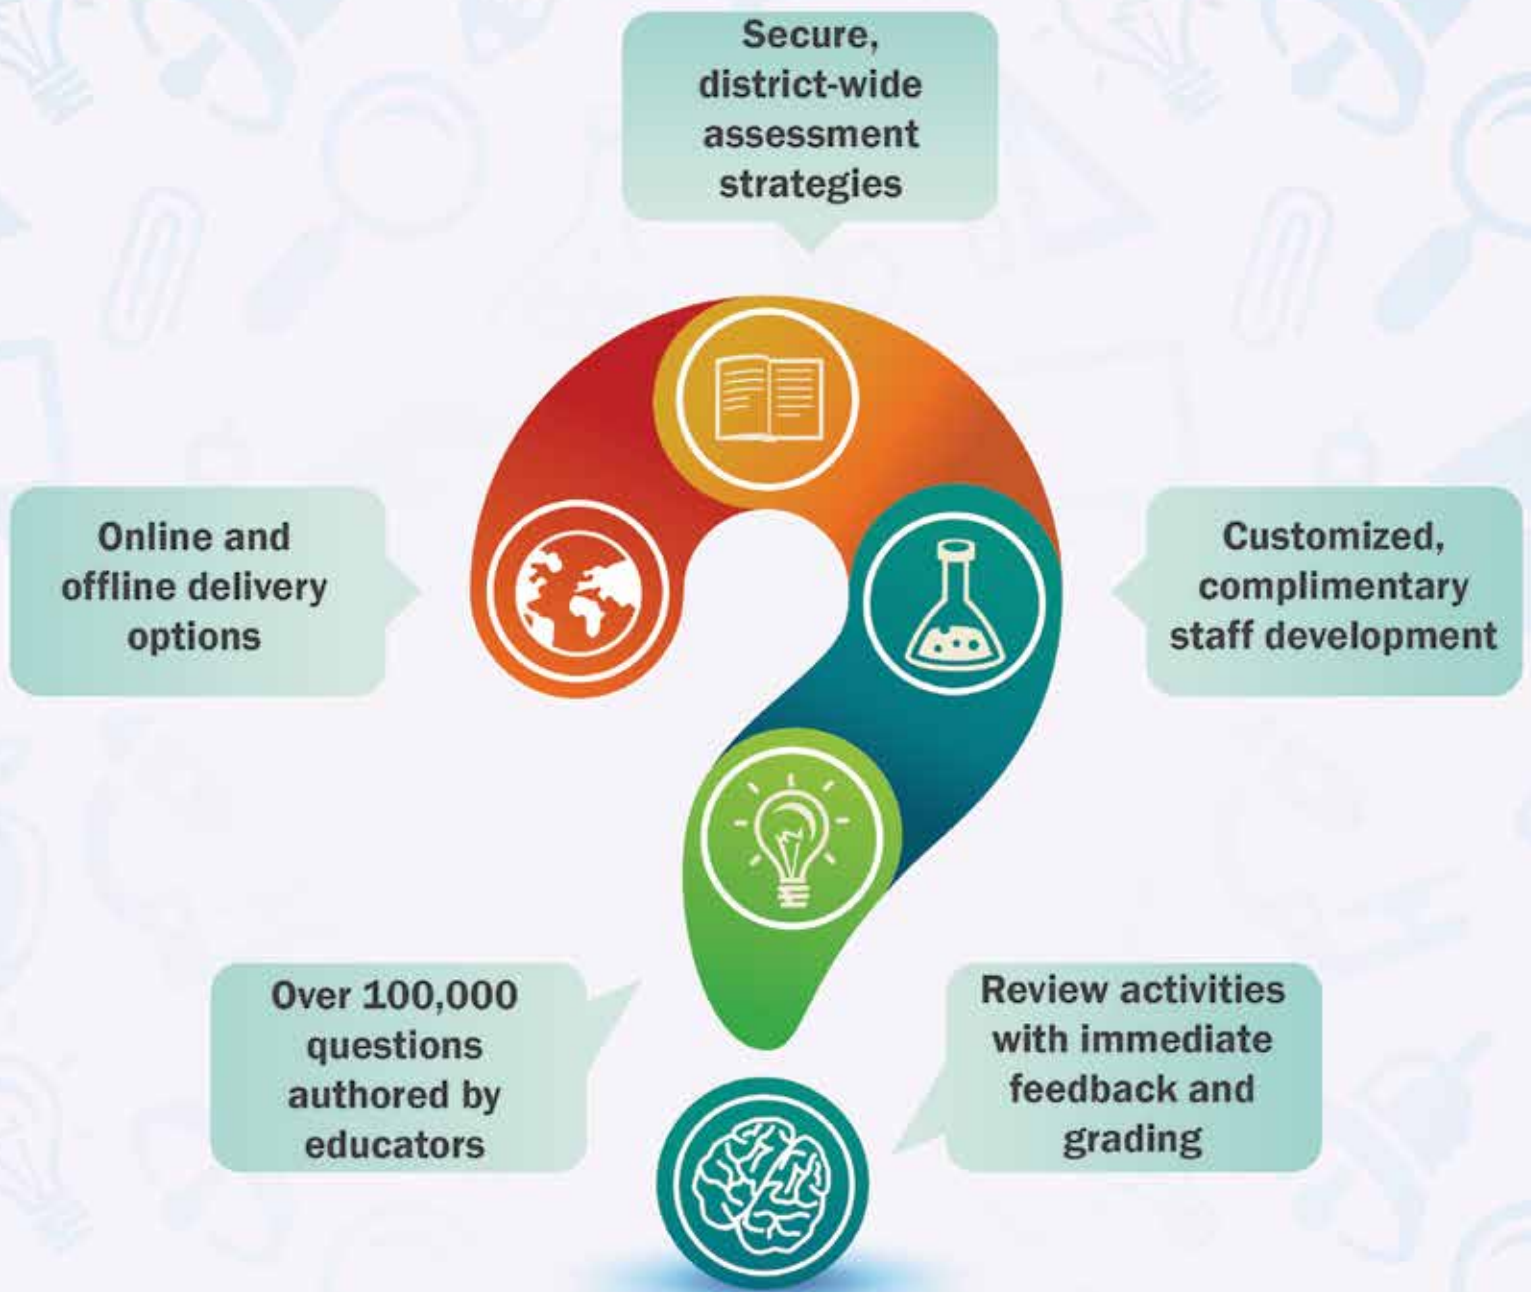 Secure,
district-wide
assessment
strategies
Online and
offline delivery
options
Customized,
complimentary
staff development
Over 100,000
questions
authored by
educators
Review activities
with immediate
feedback and
grading